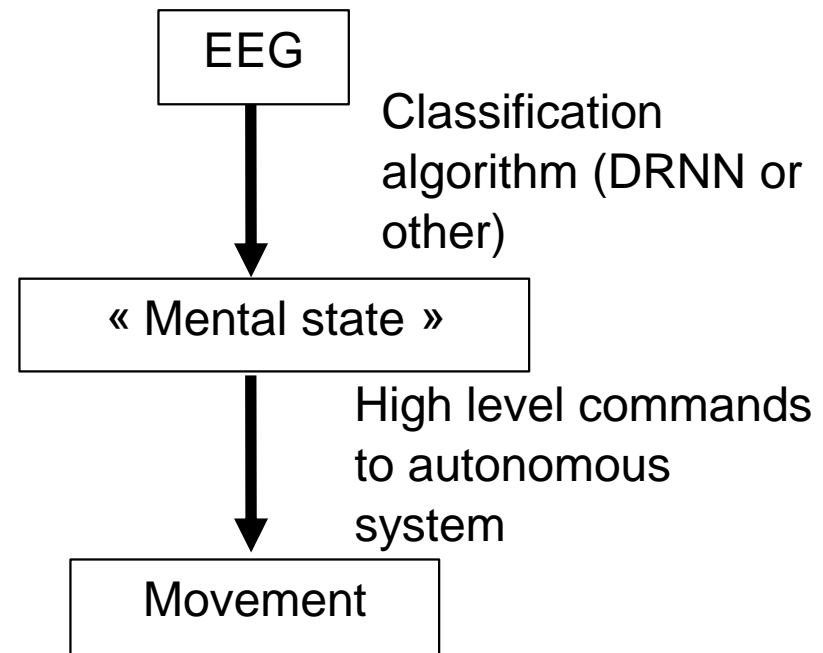 EEG
Classification
algorithm (DRNN or
other)
« Mental state »
High level commands
to autonomous
system
Movement